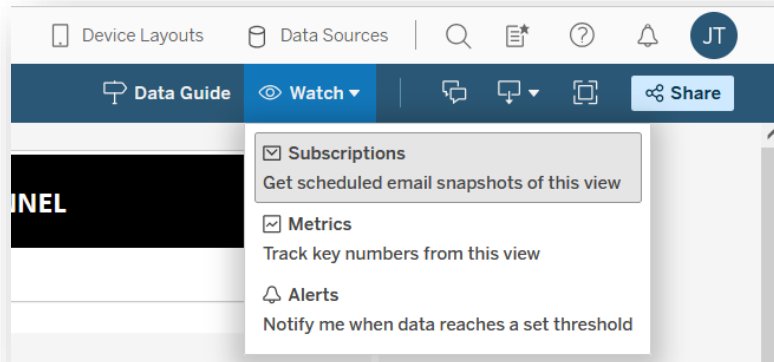 Device Layouts Data Sources JT
Data Guide Watch Share
Subscriptions
Get scheduled email snapshots of this view
NNEL
Metrics
Track key numbers from this view
Alerts
Notify me when data reaches a set threshold